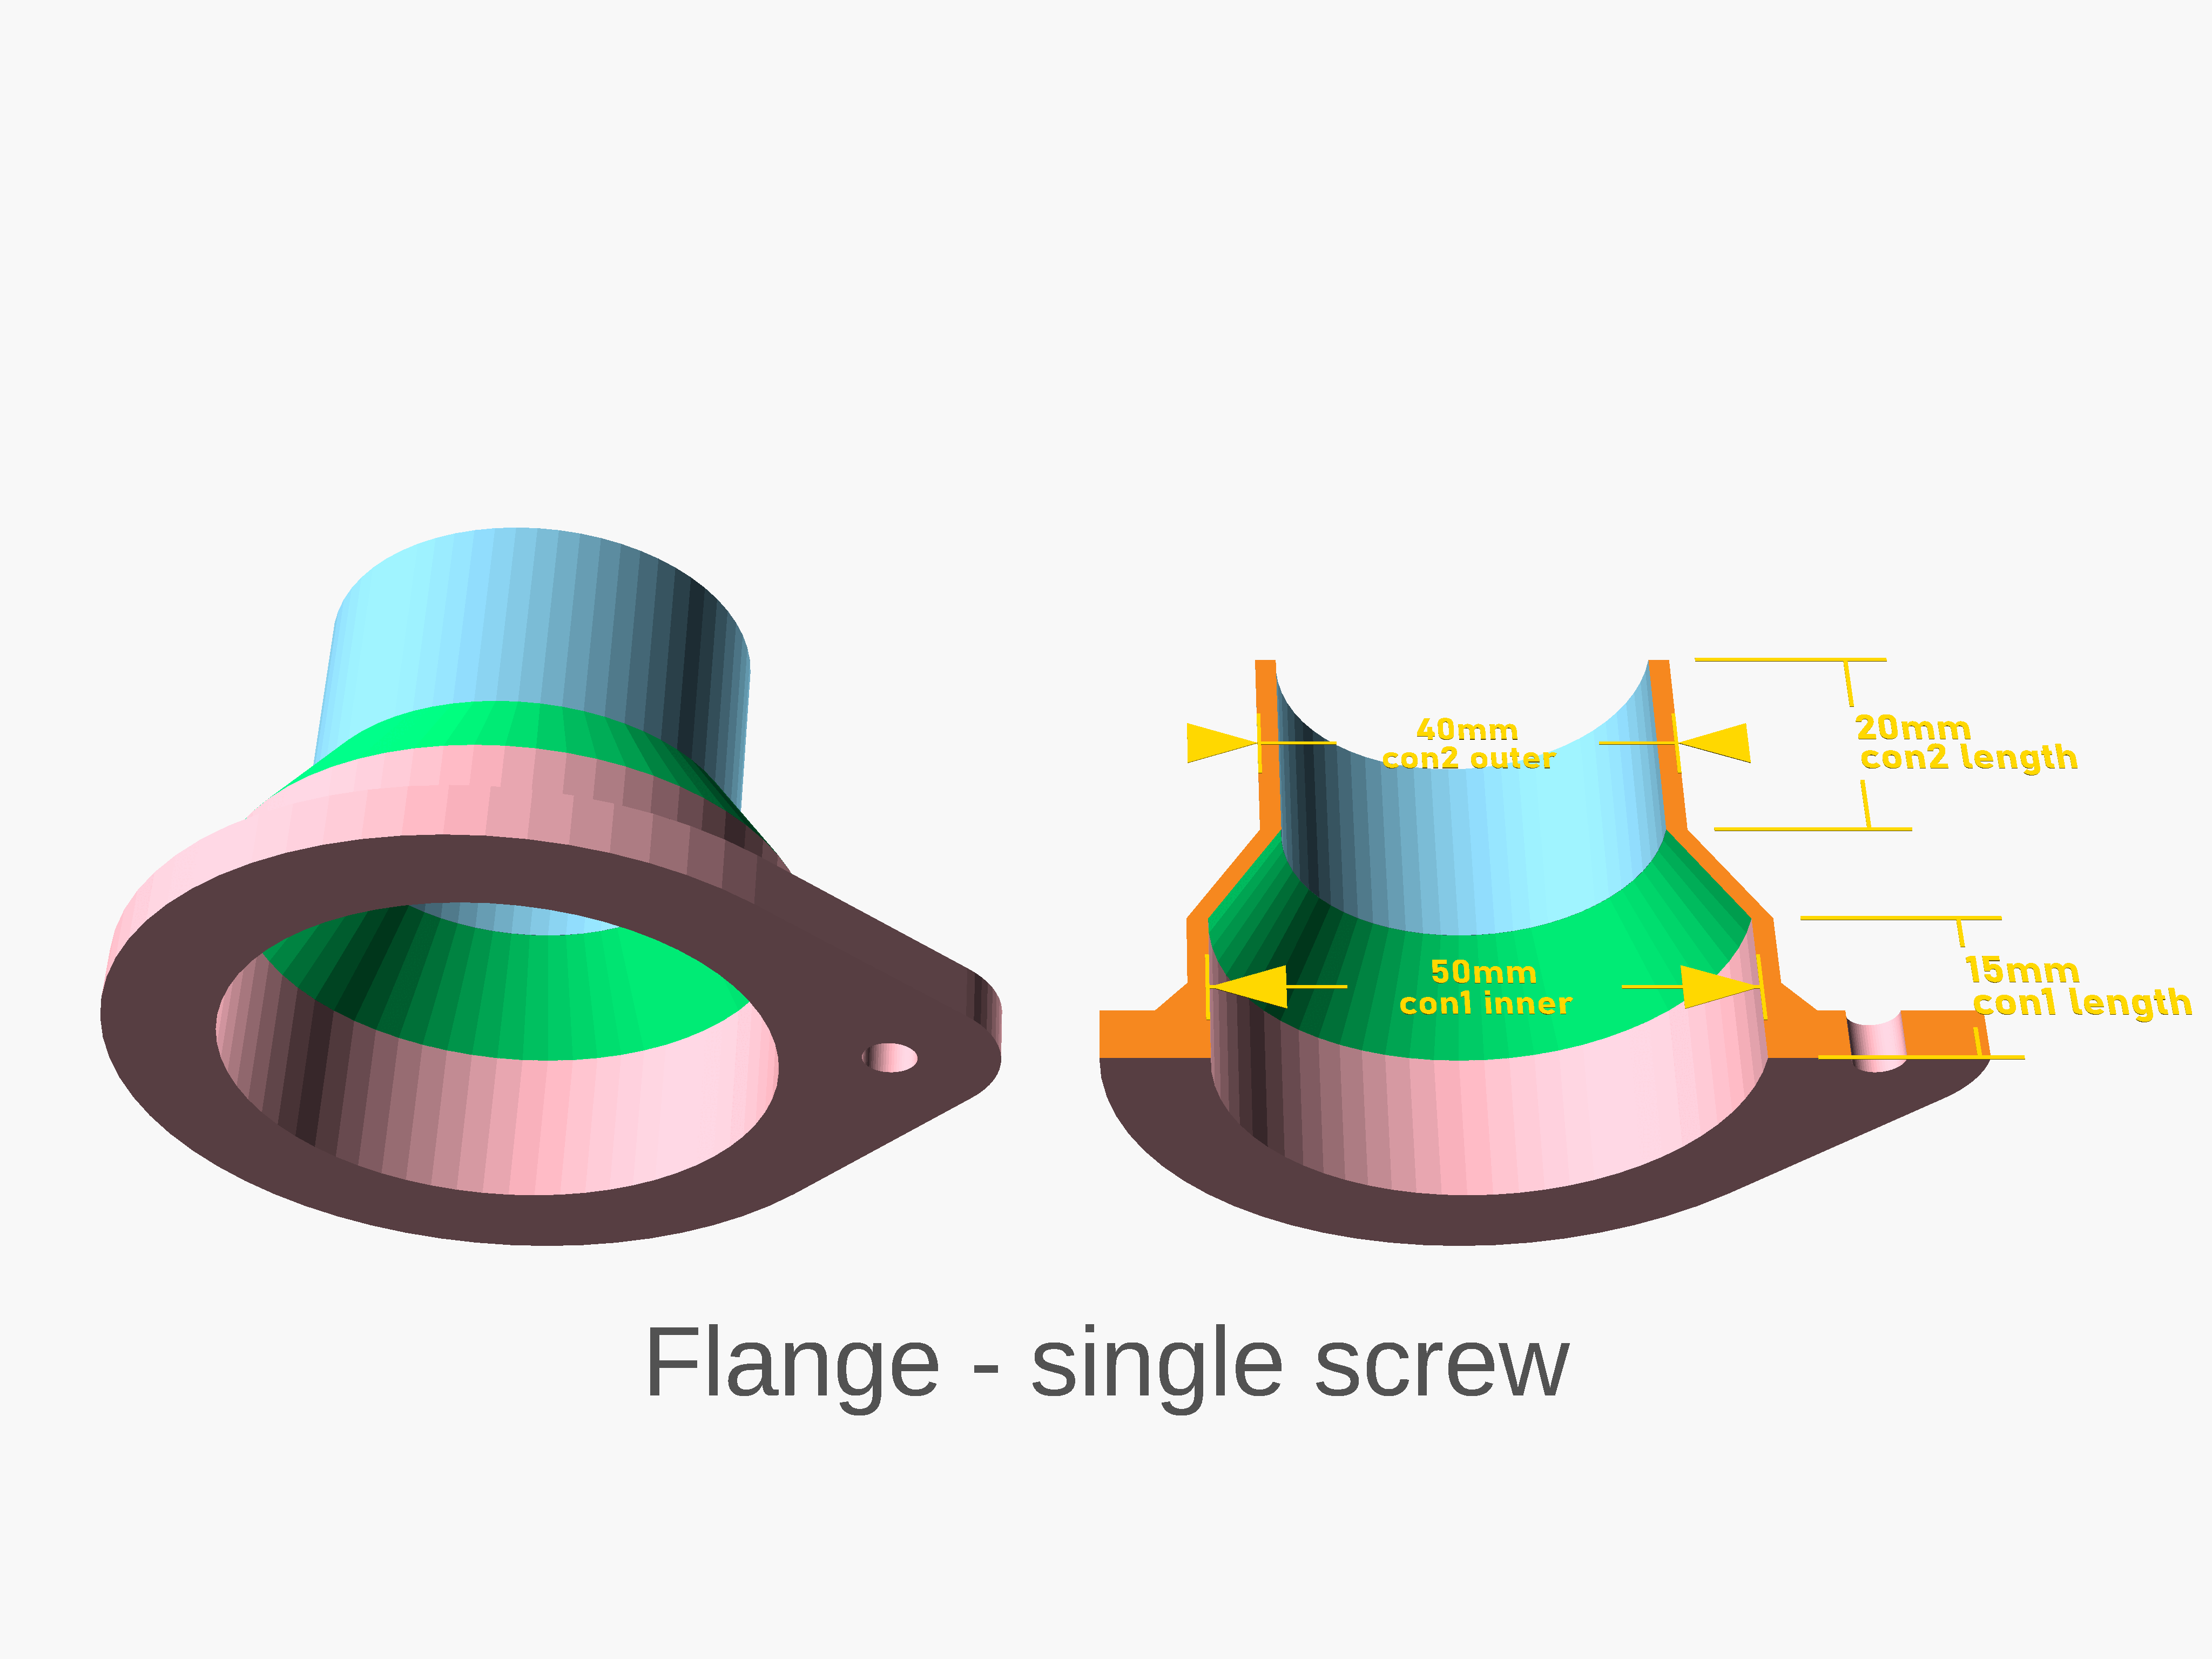 40mm
con2 outer
20mm
con2 length
50mm
con1 inner
15mm
con1 length
Flange - single screw